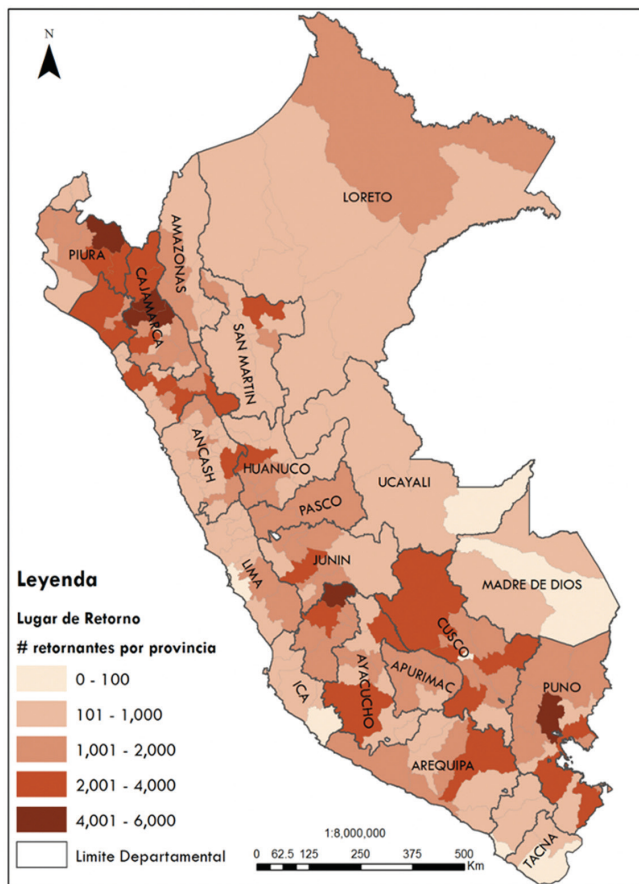 N
LORETO
AMAZONAS
PIURA
CAJAMARCA
SAN MARTIN
ANCASH
HUANUCO
UCAYALI
PASCO
LIMA
JUNIN
MADRE DE DIOS
CUSCO
ICA
AYACUCHO
APURIMAC
PUNO
AREQUIPA
TACNA
Leyenda
Lugar de Retorno
# retornantes por provincia
0 - 100
101 - 1,000
1,001 - 2,000
2,001 - 4,000
4,001 - 6,000
Limite Departamental
1:8,000,000
0 62.5 125 250 375 500
Km